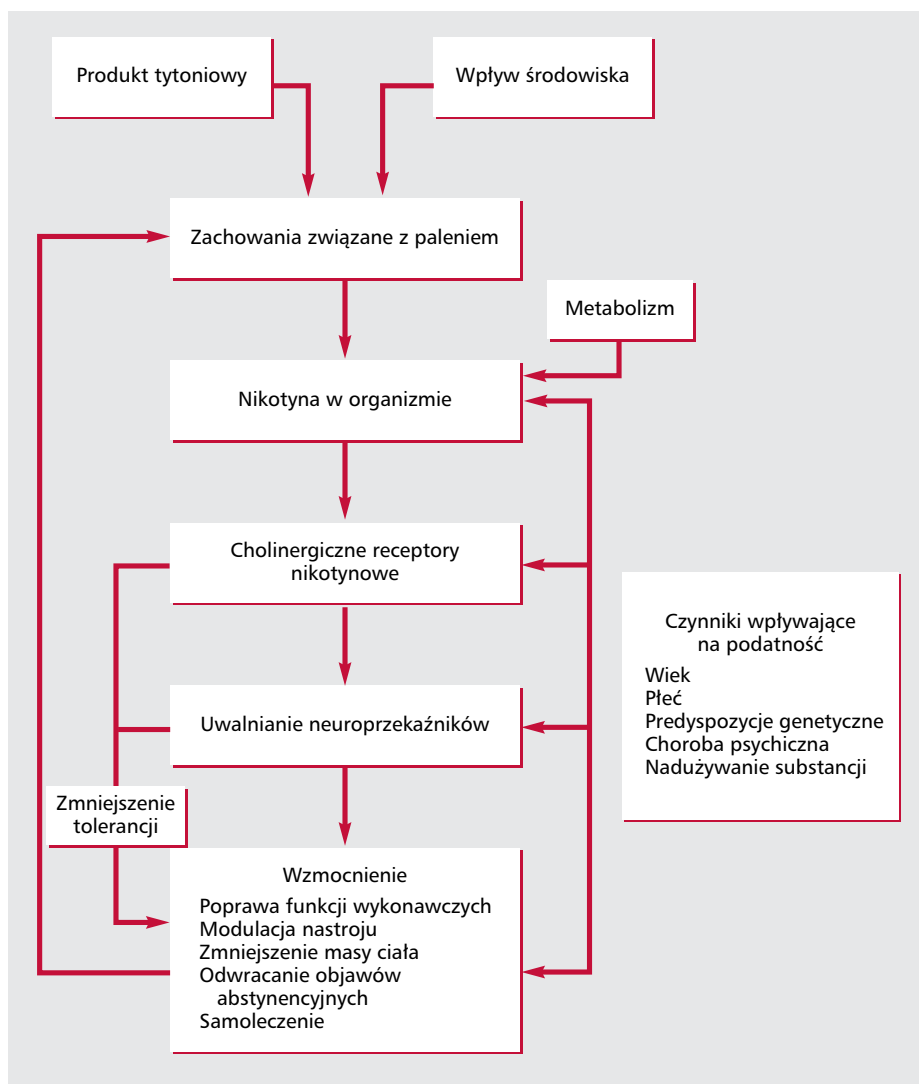 Produkt tytoniowy
Wpływ środowiska
Zachowania związane z paleniem
Metabolizm
Nikotyna w organizmie
Cholinergiczne receptory
nikotynowe
Czynniki wpływające
na podatność
Wiek
Płeć
Predyspozycje genetyczne
Choroba psychiczna
Nadużywanie substancji
Uwalnianie neuroprzekaźników
Zmniejszenie
tolerancji
Wzmocnienie
Poprawa funkcji wykonawczych
Modulacja nastroju
Zmniejszenie masy ciała
Odwracanie objawów
abstynencyjnych
Samoleczenie